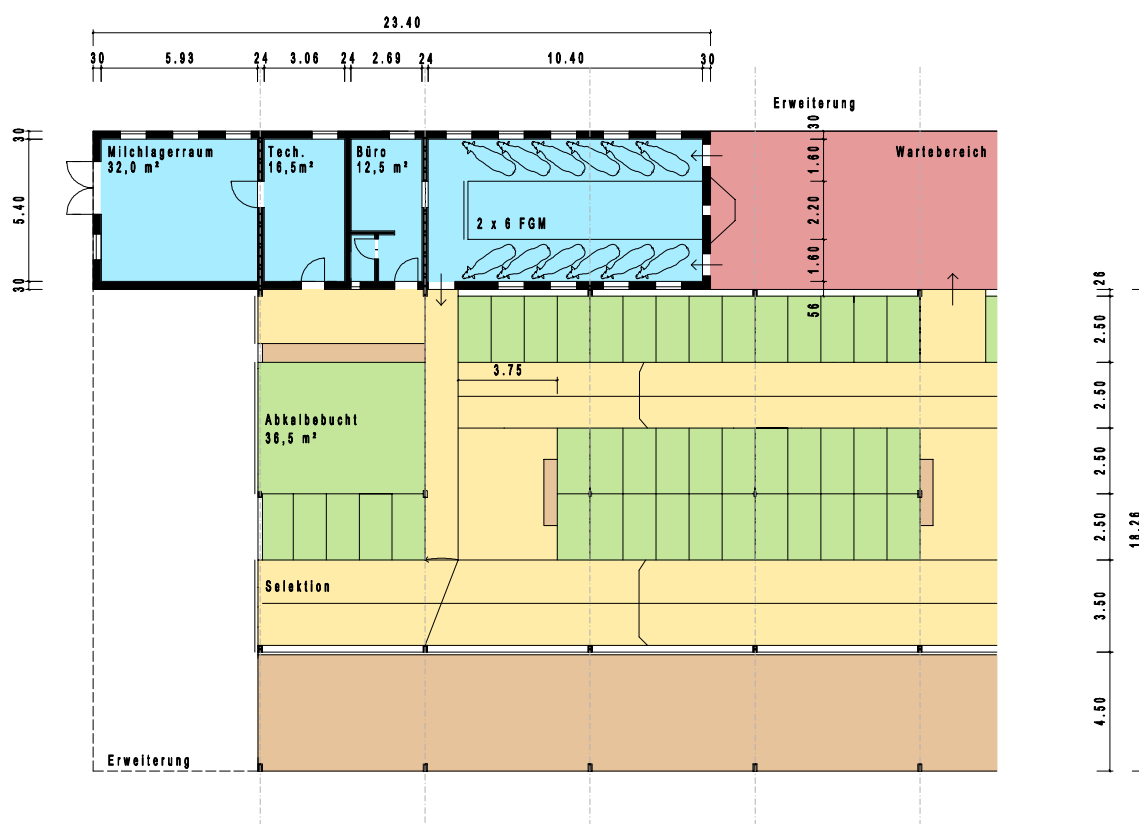 23.40
30 5.93 24 3.06 24 2.69 24 10.40 30
Erweiterung
30 5.40 30
Milchlagerraum
32,0 m²
Tech.
16,5m²
Büro
12,5 m²
2 x 6 FGM
Wartebereich
30
1.60
2.20
1.60
56
26
2.50
2.50
2.50
2.50
3.50
4.50
18.26
3.75
Abkalbebucht
36,5 m²
Selektion
Erweiterung